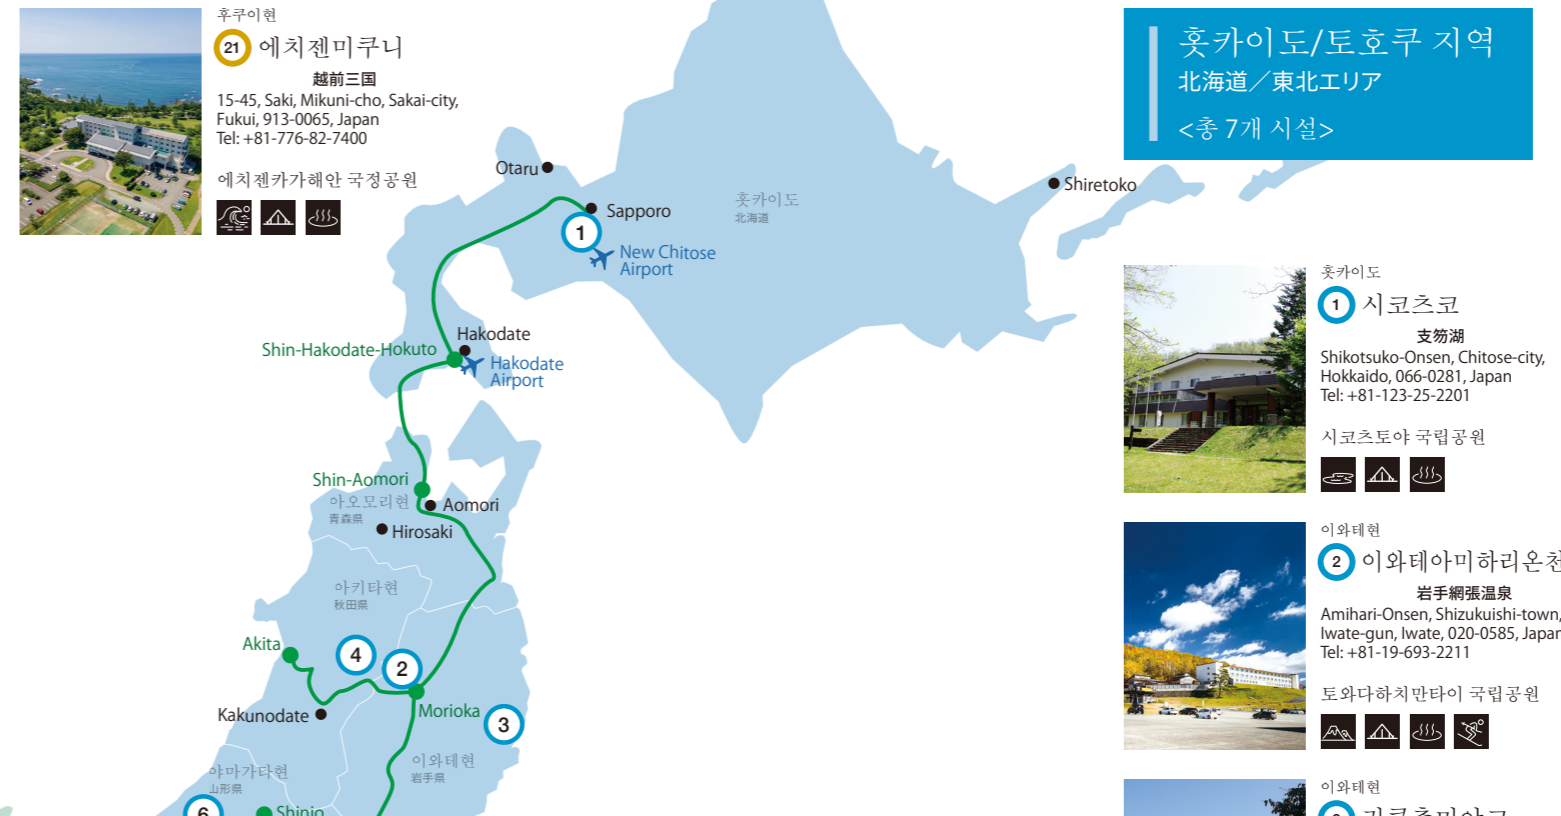 후쿠이현
21 에치젠미쿠니
越前三国
15-45, Saki, Mikuni-cho, Sakai-city,
Fukui, 913-0065, Japan
Tel: +81-776-82-7400
에치젠카가해안 국정공원
홋카이도/토호쿠 지역
北海道／東北エリア
<총 7개 시설>
Otaru
Sapporo
1
New Chitose
Airport
홋카이도
北海道
Shiretoko
Hakodate
Shin-Hakodate-Hokuto
Hakodate
Airport
Shin-Aomori
아오모리현
青森県
Aomori
Hirosaki
아키타현
秋田県
Akita
4
2
Kakunodate
Morioka
3
이와테현
岩手県
야마가타현
山形県
6
Shinjo
홋카이도
1 시코츠코
支笏湖
Shikotsuko-Onsen, Chitose-city,
Hokkaido, 066-0281, Japan
Tel: +81-123-25-2201
시코츠토야 국립공원
이와테현
2 이와테아미하리온천
岩手網張温泉
Amihari-Onsen, Shizukuishi-town,
Iwate-gun, Iwate, 020-0585, Japan
Tel: +81-19-693-2211
토와다하치만타이 국립공원
이와테현